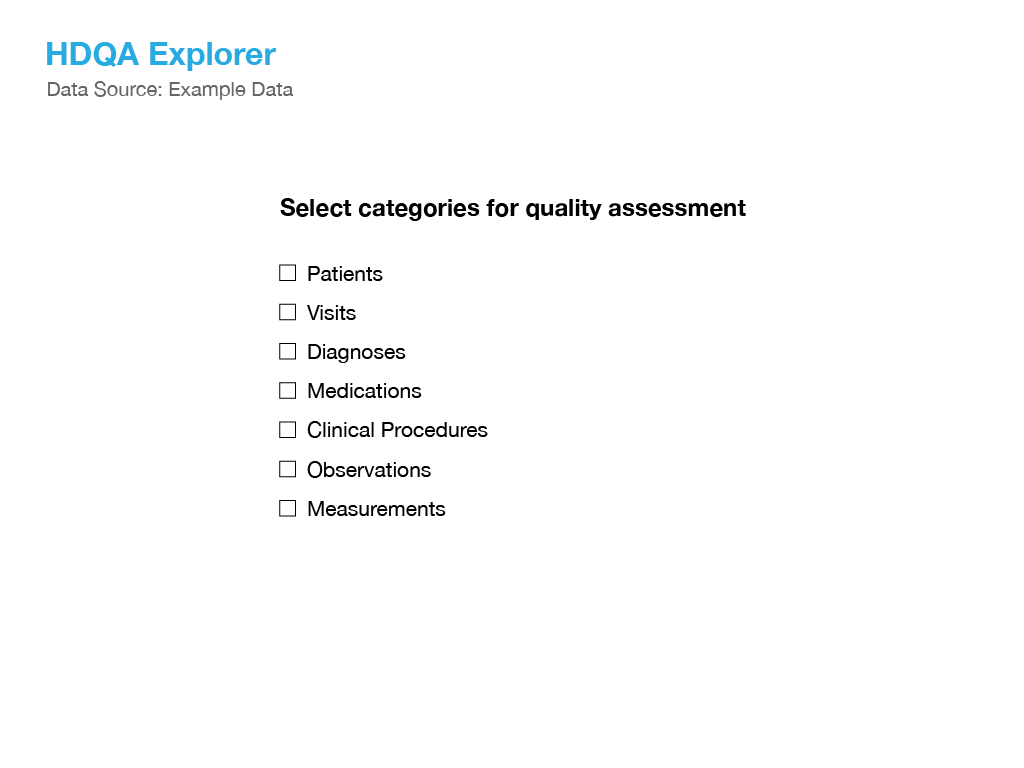 HDQA Explorer
Data Source: Example Data
Select categories for quality assessment
Patients
Visits
Diagnoses
Medications
Clinical Procedures
Observations
Measurements